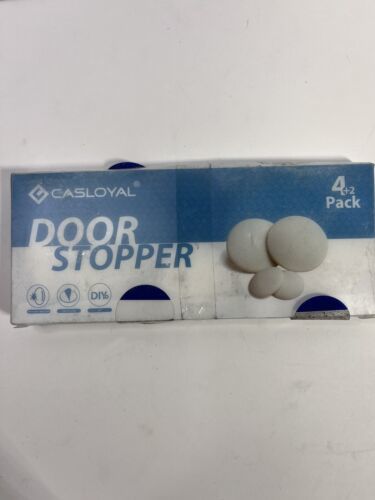 CASLOYAL®
4+2
Pack
DOOR
STOPPER
DIY